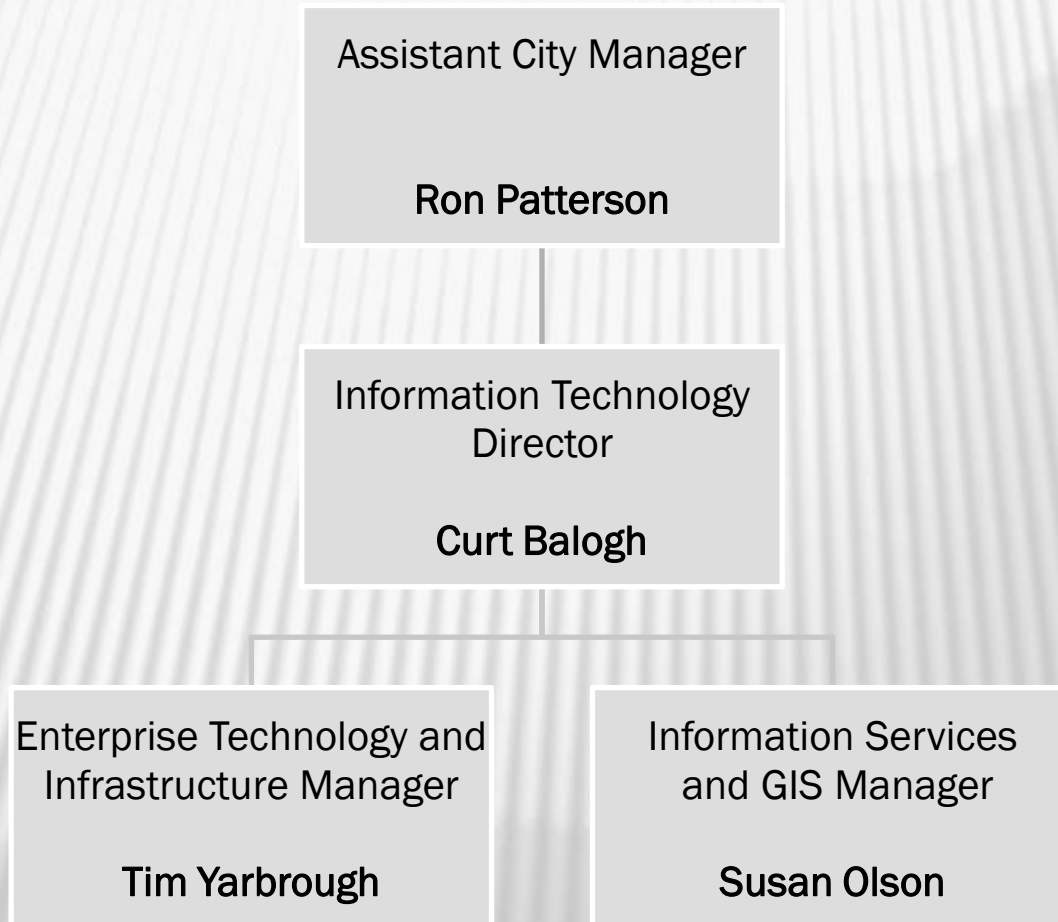 Assistant City Manager
Ron Patterson
Information Technology
Director
Curt Balogh
Enterprise Technology and
Infrastructure Manager
Tim Yarbrough
Information Services
and GIS Manager
Susan Olson